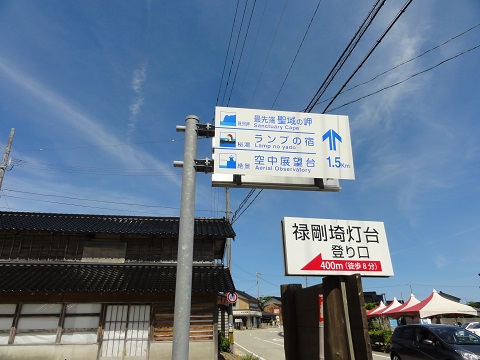 最先端 聖域の岬
Sanctuary Cape
ランプの宿
Lamp no yado
空中展望台
Aerial Observatory
秘湯
絶景
1.5km
禄剛埼灯台
登り口
400m(徒歩8分)